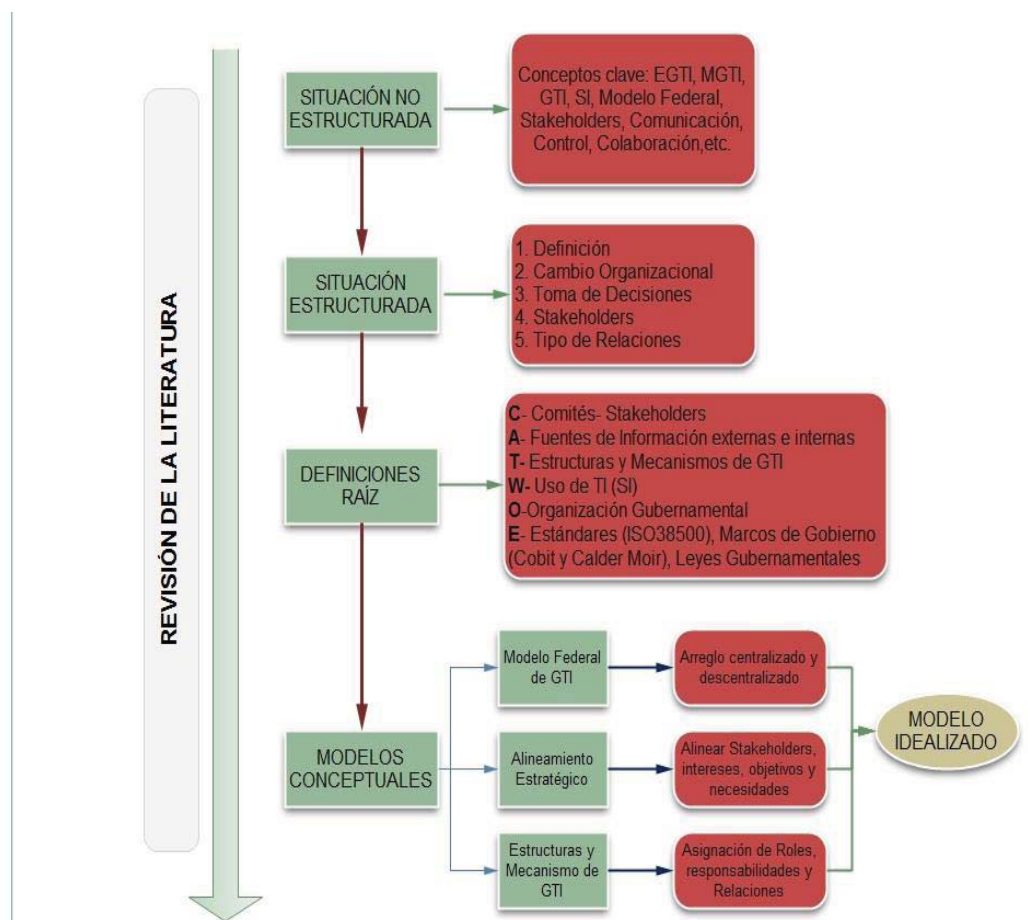 REVISIÓN DE LA LITERATURA
SITUACIÓN NO
ESTRUCTURADA
Conceptos clave: EGTI, MGTI,
GTI, SI, Modelo Federal,
Stakeholders, Comunicación,
Control, Colaboración,etc.
SITUACIÓN
ESTRUCTURADA
1. Definición
2. Cambio Organizacional
3. Toma de Decisiones
4. Stakeholders
5. Tipo de Relaciones
DEFINICIONES
RAÍZ
C- Comités- Stakeholders
A- Fuentes de Información externas e internas
T- Estructuras y Mecanismos de GTI
W- Uso de TI (SI)
O-Organización Gubernamental
E- Estándares (ISO38500), Marcos de Gobierno
(Cobit y Calder Moir), Leyes Gubernamentales
MODELOS
CONCEPTUALES
Modelo Federal
de GTI
Arreglo centralizado y
descentralizado
Alineamiento
Estratégico
Alinear Stakeholders,
intereses, objetivos y
necesidades
Estructuras y
Mecanismo de
GTI
Asignación de Roles,
responsabilidades y
Relaciones
MODELO
IDEALIZADO